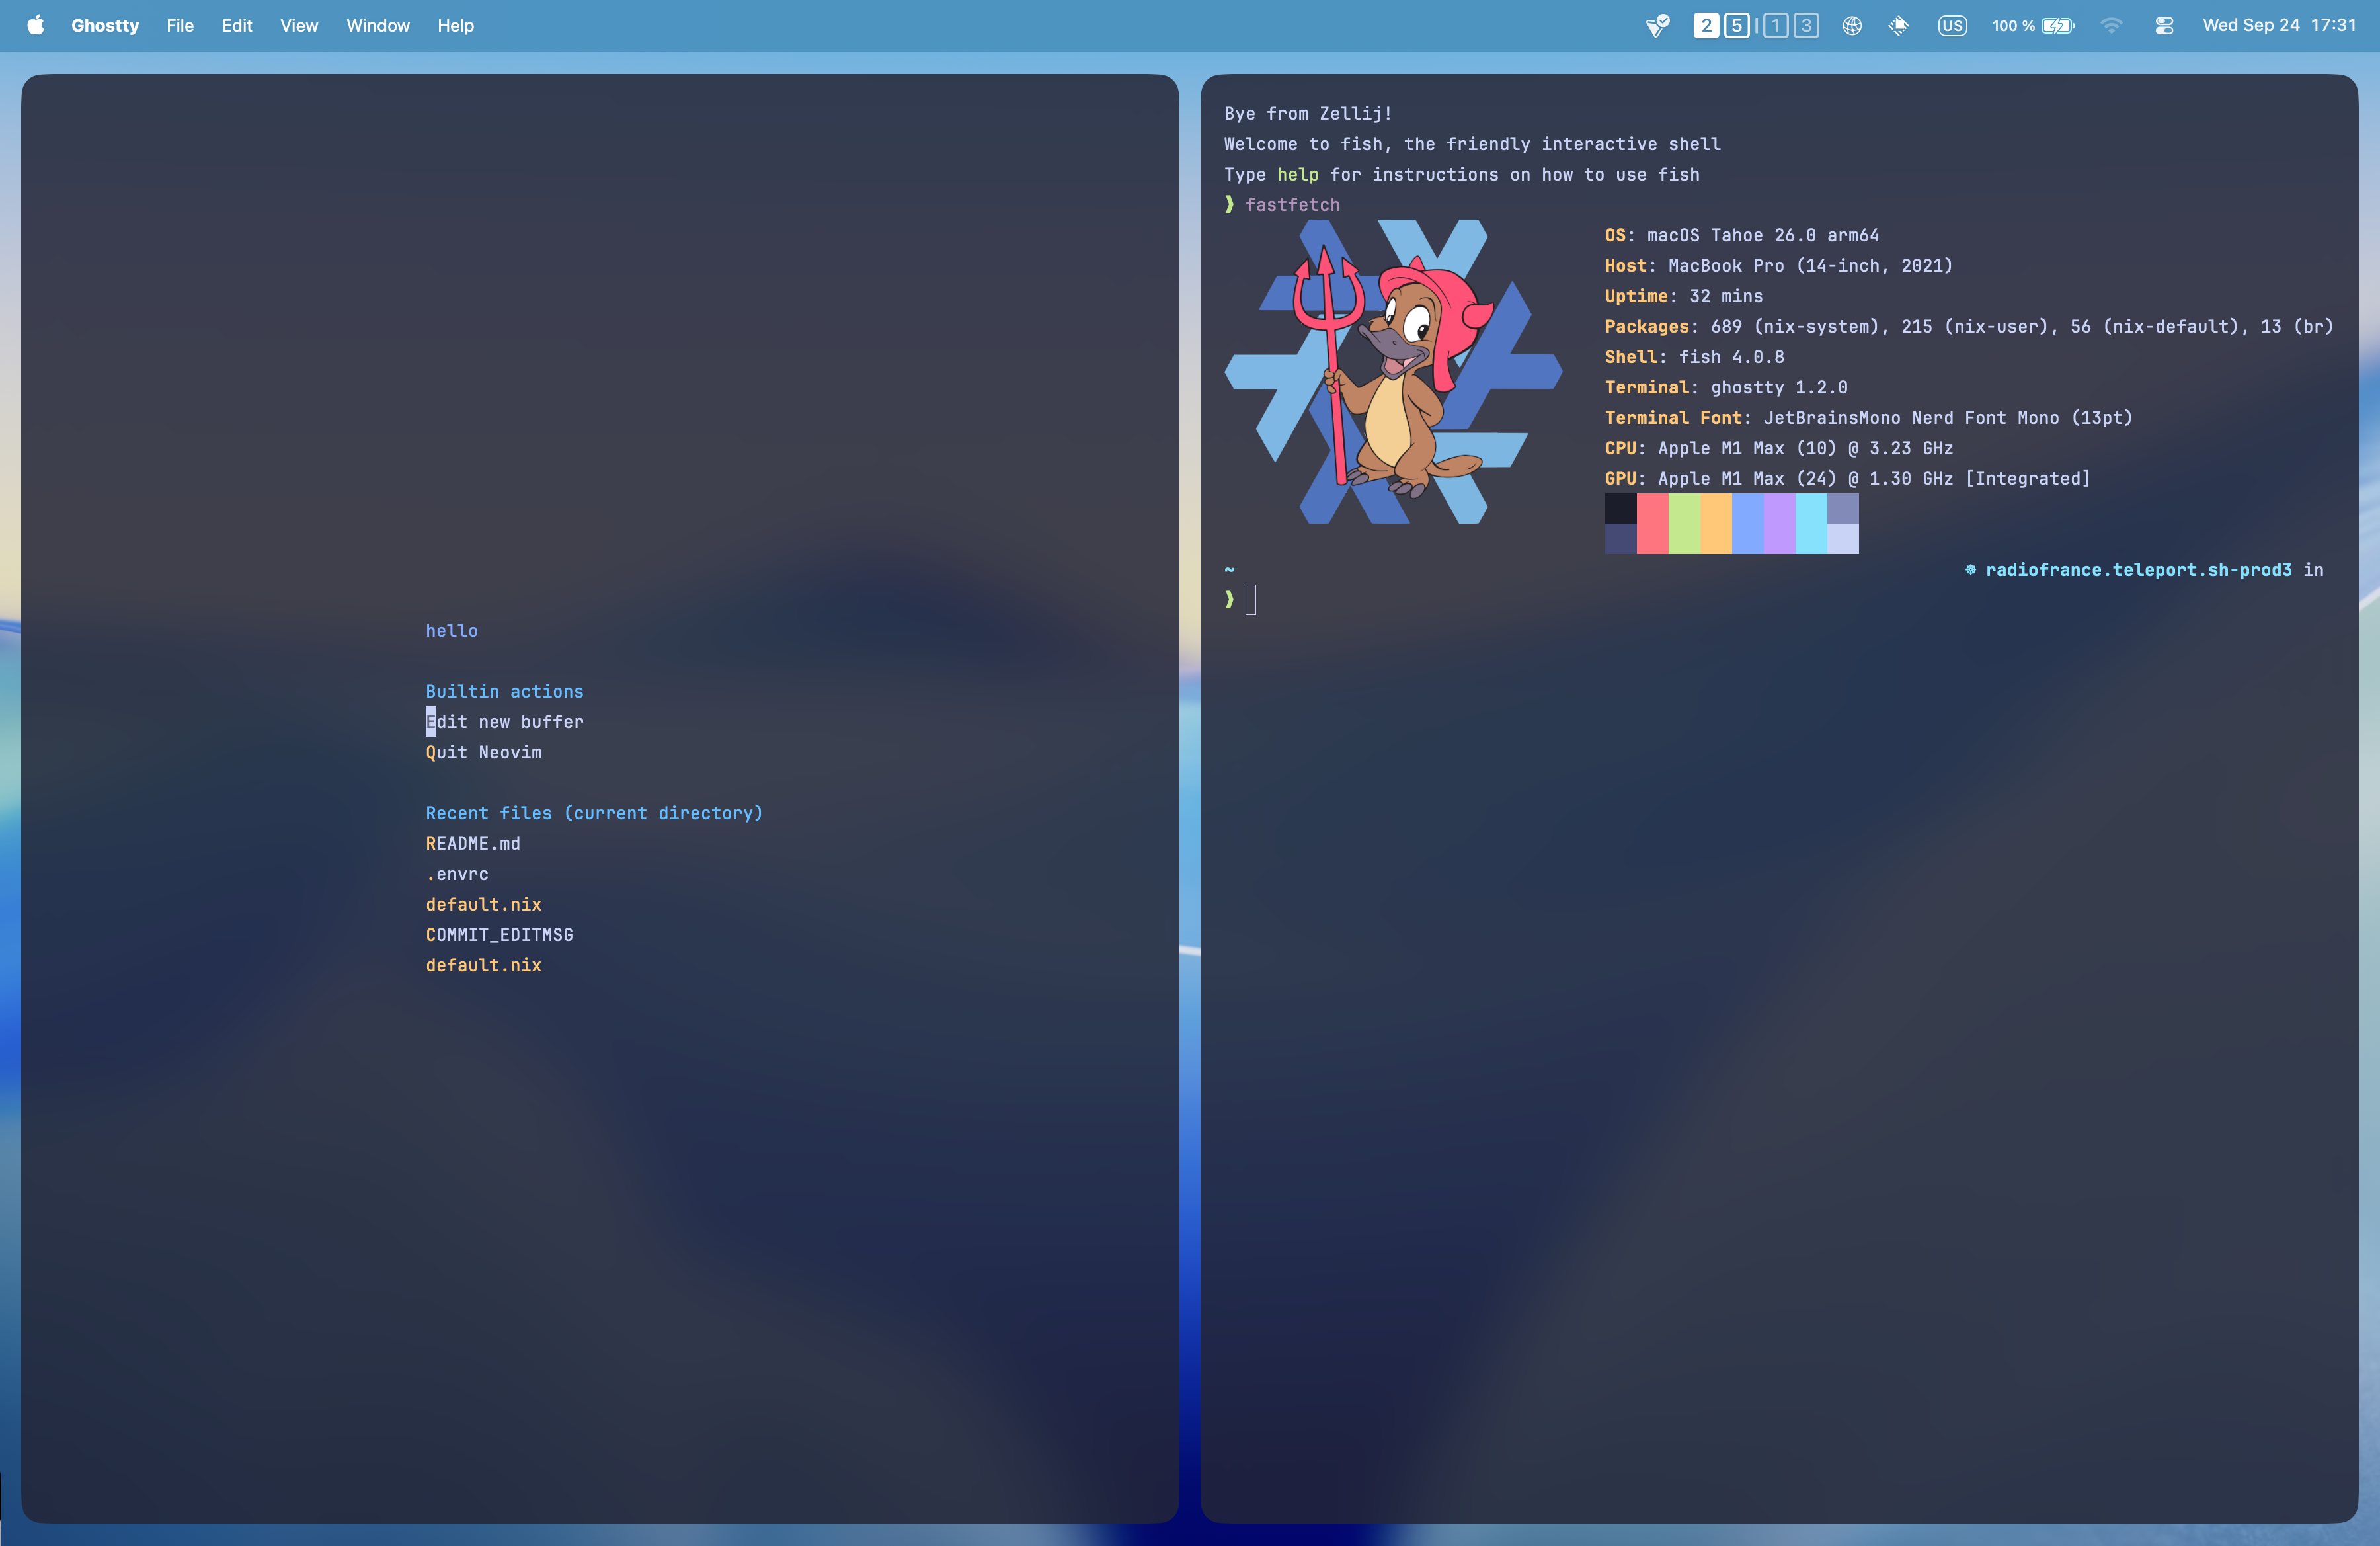 Ghostty File Edit View Window Help
2 5 | 1 3 US 100 % Wed Sep 24 17:31
hello
Builtin actions
Edit new buffer
Quit Neovim
Recent files (current directory)
README.md
.envrc
default.nix
COMMIT_EDITMSG
default.nix
Bye from Zellij!
Welcome to fish, the friendly interactive shell
Type help for instructions on how to use fish
❯ fastfetch
OS: macOS Tahoe 26.0 arm64
Host: MacBook Pro (14-inch, 2021)
Uptime: 32 mins
Packages: 689 (nix-system), 215 (nix-user), 56 (nix-default), 13 (br)
Shell: fish 4.0.8
Terminal: ghostty 1.2.0
Terminal Font: JetBrainsMono Nerd Font Mono (13pt)
CPU: Apple M1 Max (10) @ 3.23 GHz
GPU: Apple M1 Max (24) @ 1.30 GHz [Integrated]
~ ☸ radiofrance.teleport.sh-prod3 in
❯